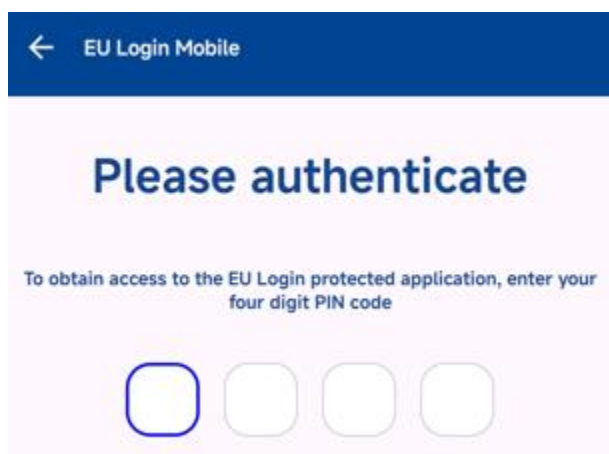 EU Login Mobile
Please authenticate
To obtain access to the EU Login protected application, enter your
four digit PIN code